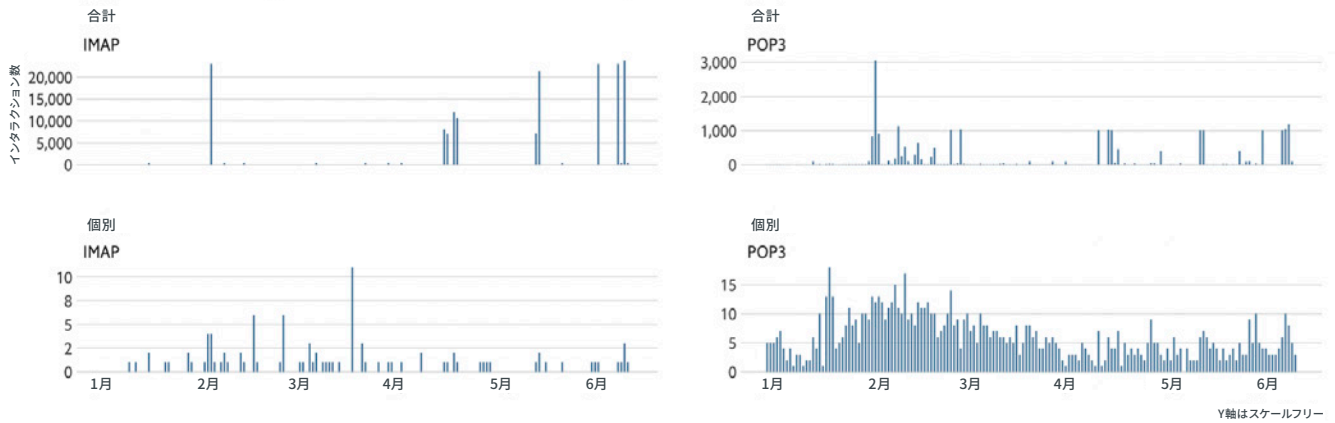 合計
IMAP
インタラクション数
20,000
15,000
10,000
5,000
0
合計
POP3
3,000
2,000
1,000
0
個別
IMAP
10
8
5
2
0
1月 2月 3月 4月 5月 6月
個別
POP3
15
10
5
0
1月 2月 3月 4月 5月 6月
Y軸はスケールフリー